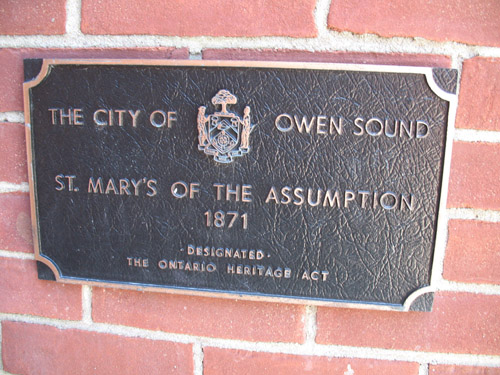 THE CITY OF OWEN SOUND
ST. MARY'S OF THE ASSUMPTION
1871
· DESIGNATED ·
THE ONTARIO HERITAGE ACT